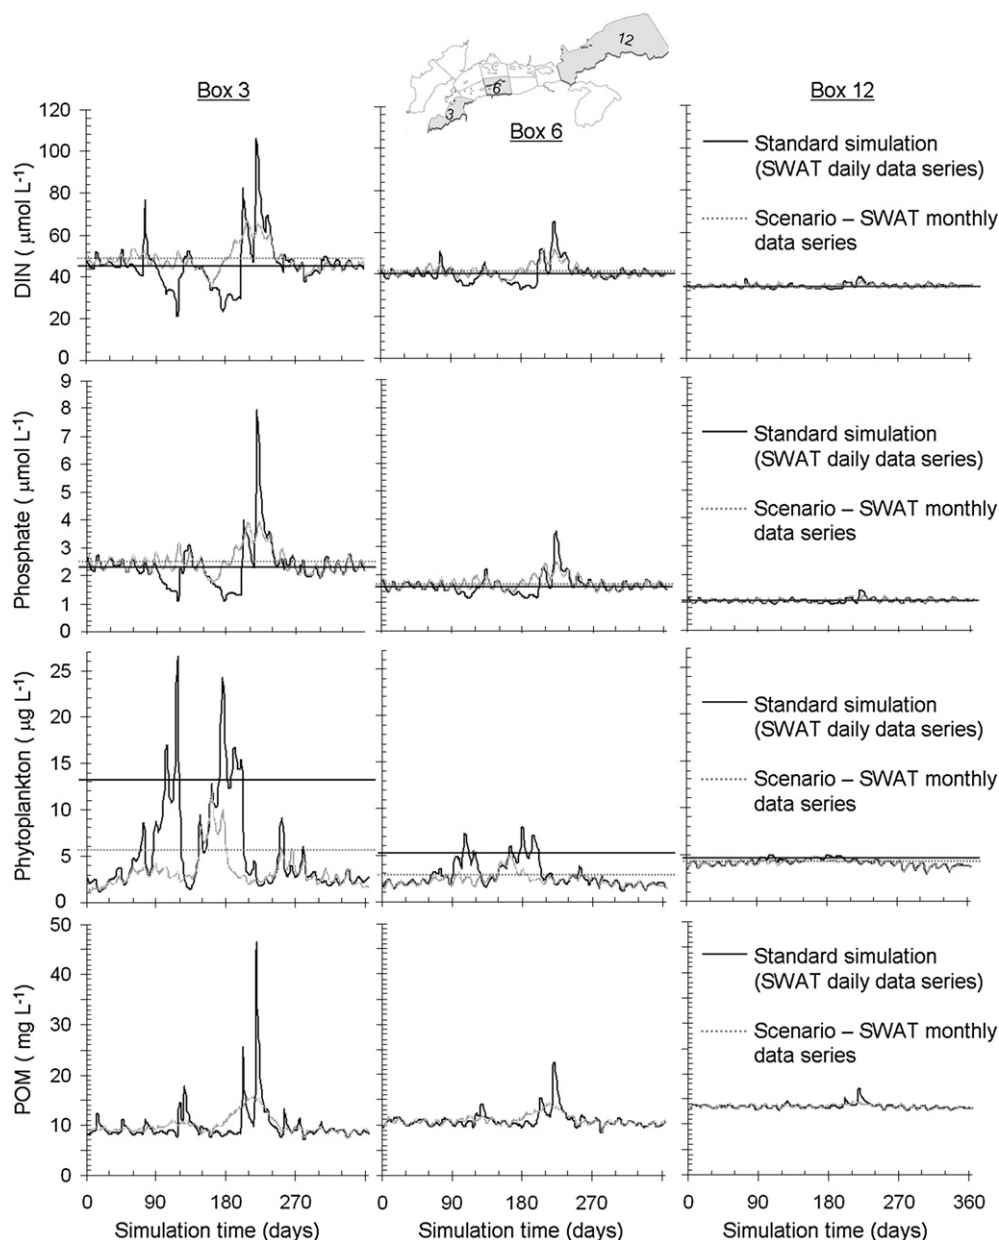 12
6
3
Box 3
Box 6
Box 12
DIN ( μmol L-1)
120
100
80
60
40
20
0
Standard simulation
(SWAT daily data series)
Scenario – SWAT monthly
data series
Phosphate ( μmol L-1)
9
8
7
6
5
4
3
2
1
0
Standard simulation
(SWAT daily data series)
Scenario – SWAT monthly
data series
Phytoplankton ( μg L-1)
25
20
15
10
5
0
Standard simulation
(SWAT daily data series)
Scenario – SWAT monthly
data series
POM ( mg L-1)
50
40
30
20
10
0
Standard simulation
(SWAT daily data series)
Scenario – SWAT monthly
data series
0 90 180 270
0 90 180 270
0 90 180 270 360
Simulation time (days)
Simulation time (days)
Simulation time (days)